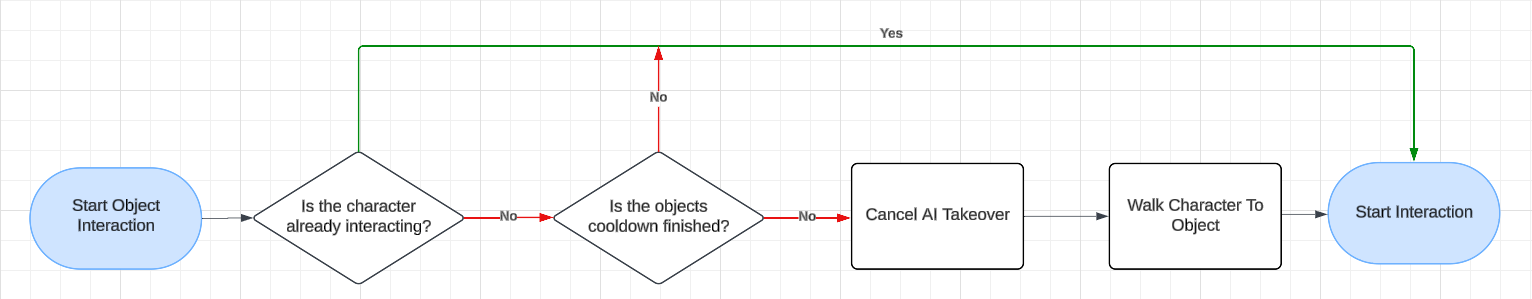 Yes
No
Start Object
Interaction
Is the character
already interacting?
No
Is the objects
cooldown finished?
No
Cancel AI Takeover
Walk Character To
Object
Start Interaction